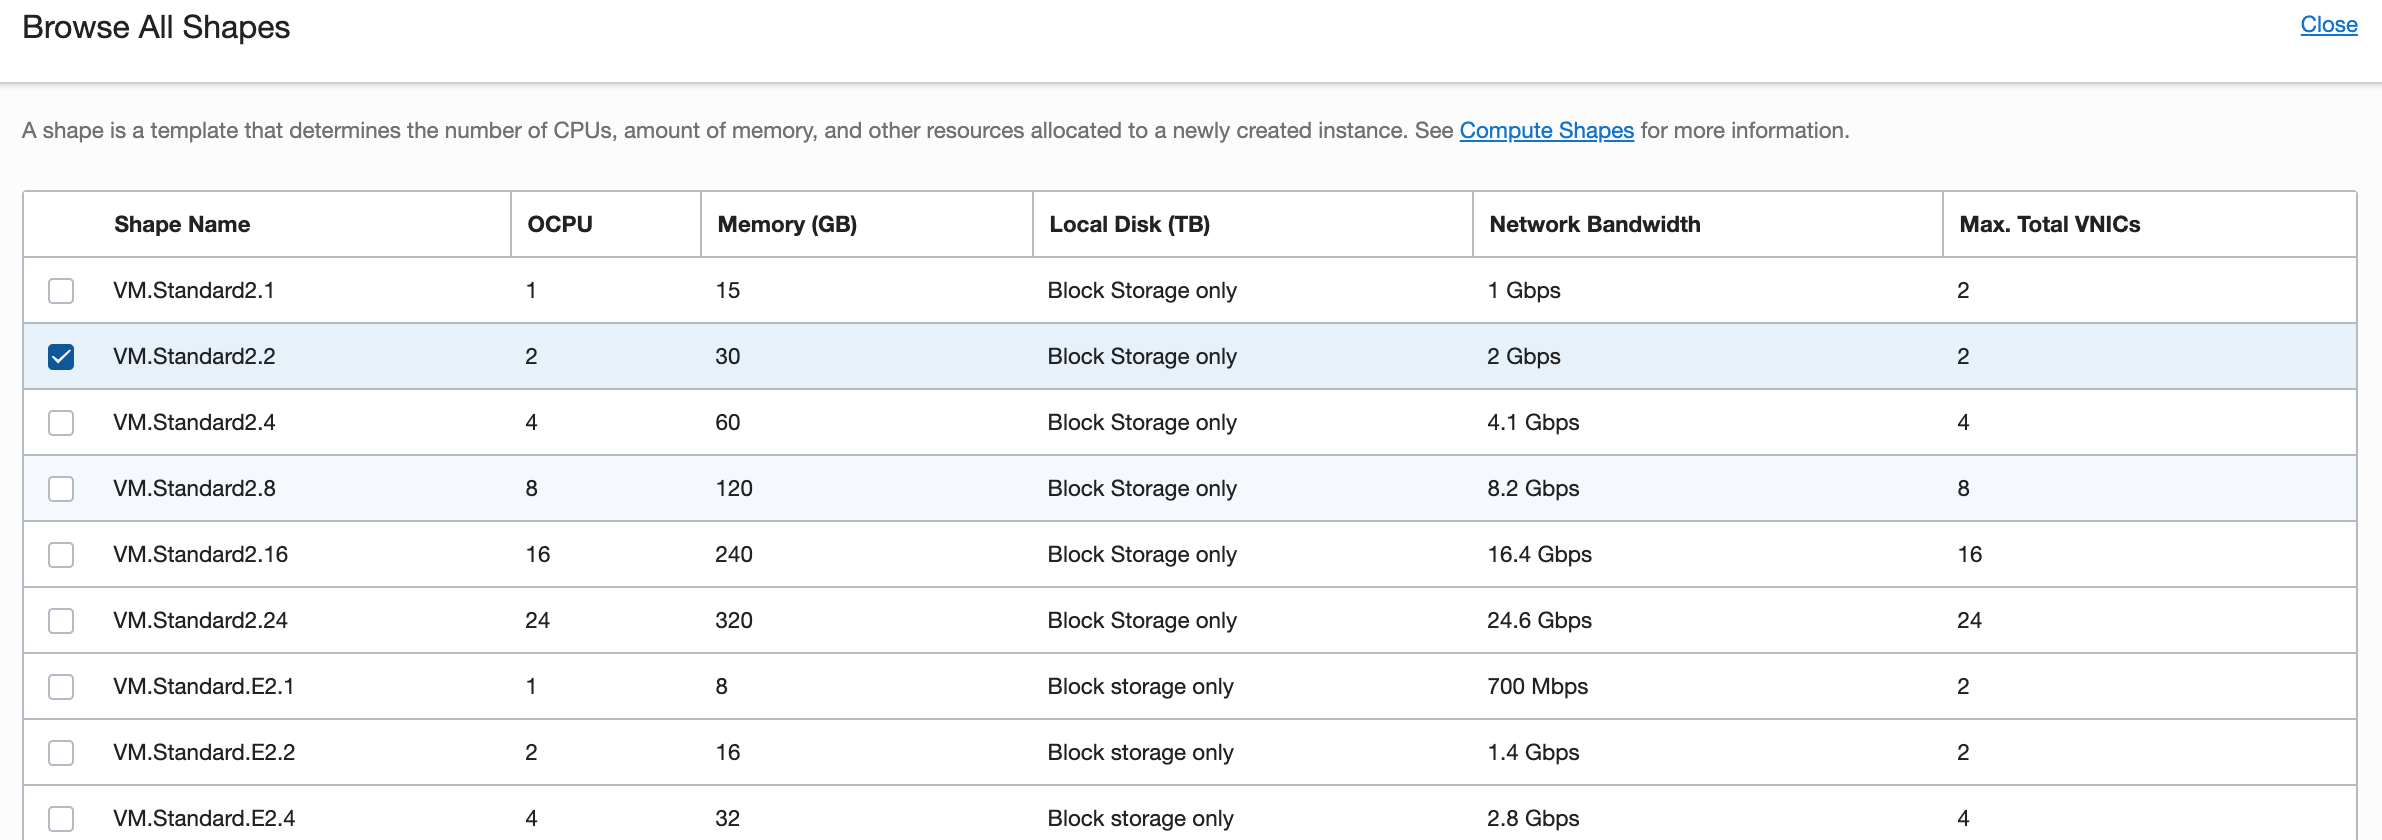 Browse All Shapes
Close
A shape is a template that determines the number of CPUs, amount of memory, and other resources allocated to a newly created instance. See Compute Shapes for more information.
Shape Name OCPU Memory (GB) Local Disk (TB) Network Bandwidth Max. Total VNICs
VM.Standard2.1 1 15 Block Storage only 1 Gbps 2
VM.Standard2.2 2 30 Block Storage only 2 Gbps 2
VM.Standard2.4 4 60 Block Storage only 4.1 Gbps 4
VM.Standard2.8 8 120 Block Storage only 8.2 Gbps 8
VM.Standard2.16 16 240 Block Storage only 16.4 Gbps 16
VM.Standard2.24 24 320 Block Storage only 24.6 Gbps 24
VM.Standard.E2.1 1 8 Block storage only 700 Mbps 2
VM.Standard.E2.2 2 16 Block storage only 1.4 Gbps 2
VM.Standard.E2.4 4 32 Block storage only 2.8 Gbps 4